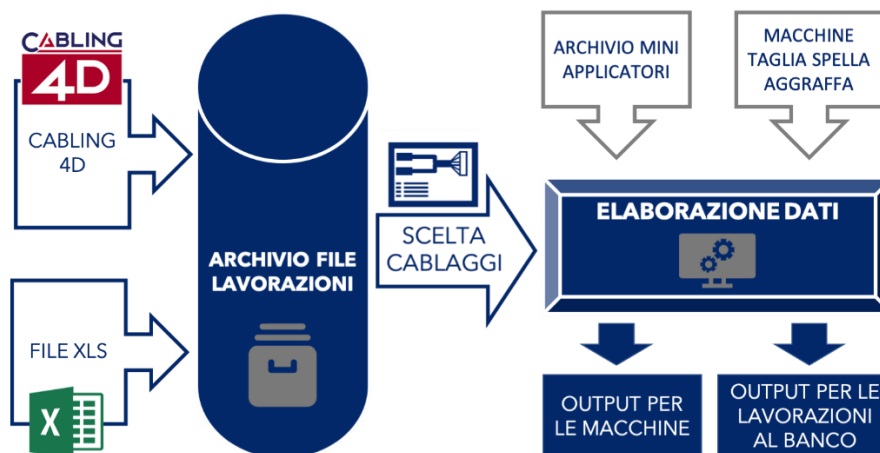 CABLING
4D
CABLING
4D
FILE XLS
X
ARCHIVIO FILE
LAVORAZIONI
SCELTA
CABLAGGI
ARCHIVIO MINI
APPLICATORI
MACCHINE
TAGLIA SPELLA
AGGRAFFA
ELABORAZIONE DATI
OUTPUT PER
LE MACCHINE
OUTPUT PER LE
LAVORAZIONI
AL BANCO